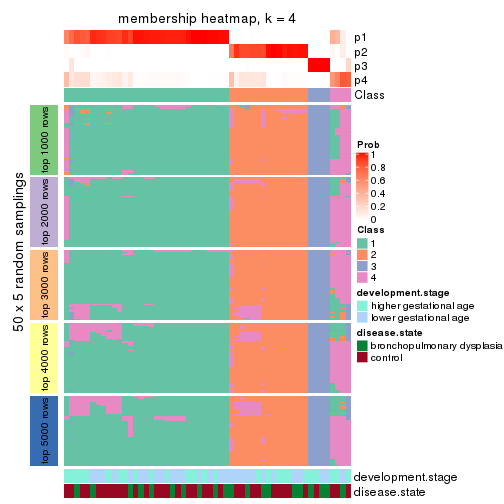 membership heatmap, k = 4
p1
p2
p3
p4
Class
50 x 5 random samplings
top 1000 rows
top 2000 rows
top 3000 rows
top 4000 rows
top 5000 rows
Prob
1
0.8
0.6
0.4
0.2
0
Class
1
2
3
4
development.stage
higher gestational age
lower gestational age
disease.state
bronchopulmonary dysplasia
control
development.stage
disease.state